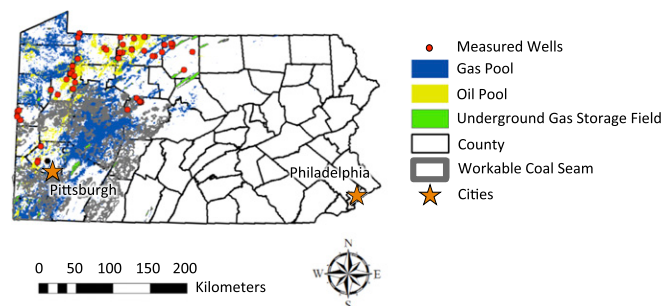 Measured Wells
Gas Pool
Oil Pool
Underground Gas Storage Field
County
Workable Coal Seam
Cities
Philadelphia
Pittsburgh
0 50 100 150 200
Kilometers
N
W E
S